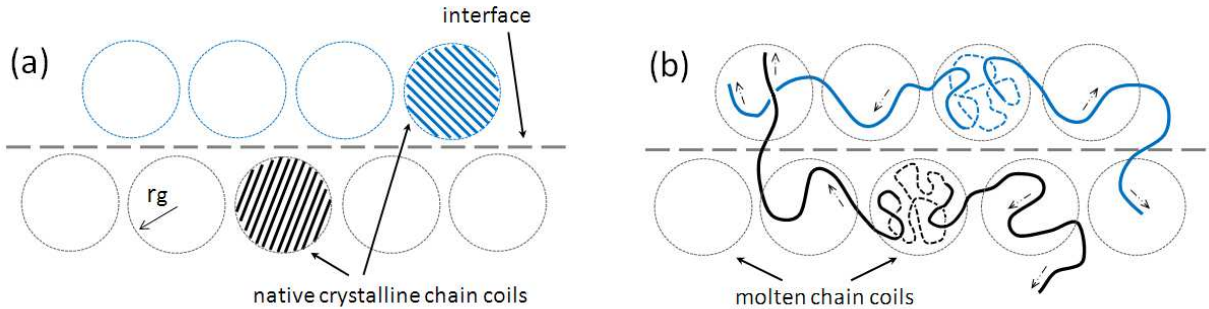 interface
(a)
rg
native crystalline chain coils
(b)
molten chain coils